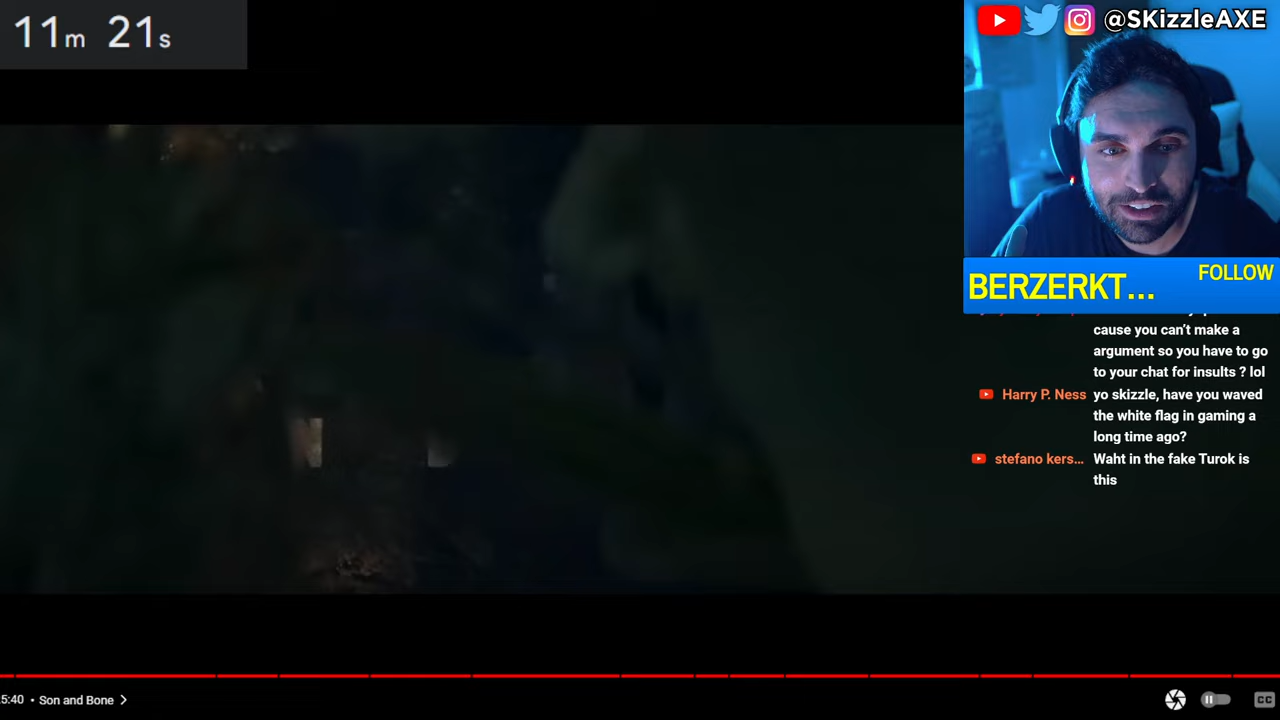 11m 21s
@SKizzleAXE
BERZERKT...
FOLLOW
cause you can't make a
argument so you have to go
to your chat for insults ? lol
Harry P. Ness yo skizzle, have you waved
the white flag in gaming a
long time ago?
stefano kers... Waht in the fake Turok is
this
5:40 • Son and Bone
CC